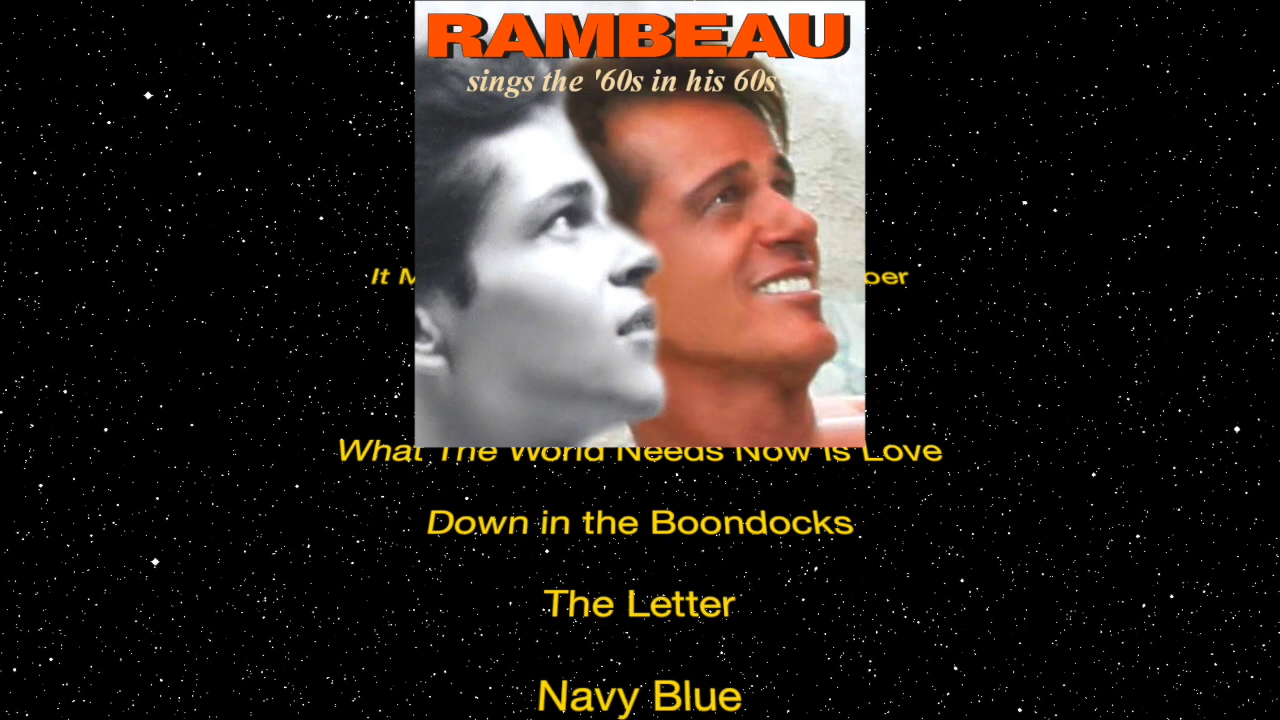 RAMBEAU
sings the '60s in his 60s
It
What The World Needs Now Is Love
Down in the Boondocks
The Letter
Navy Blue